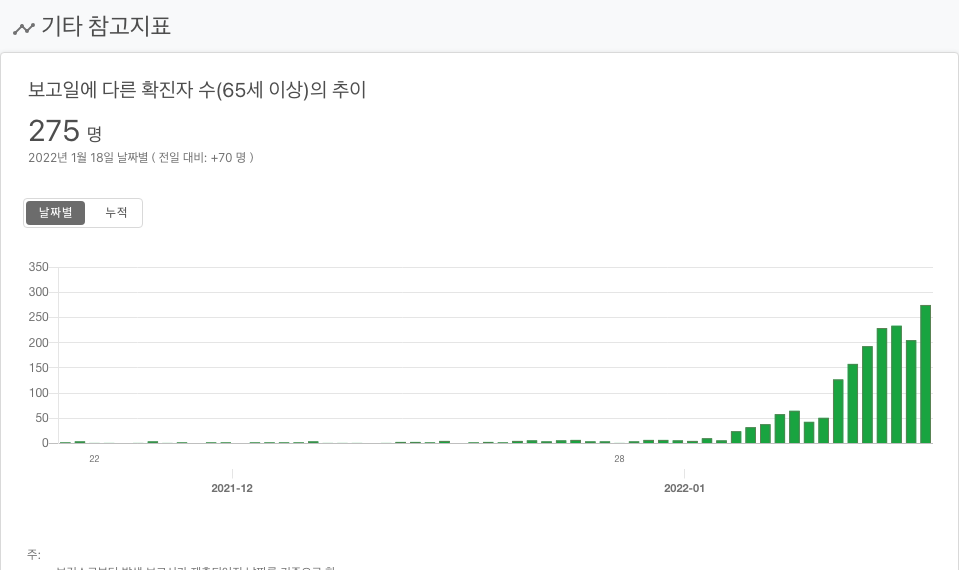 기타 참고지표
보고일에 다른 확진자 수(65세 이상)의 추이
275 명
2022년 1월 18일 날짜별 ( 전일 대비: +70 명 )
날짜별 누적
350
300
250
200
150
100
50
0
22 28
2021-12 2022-01
주: